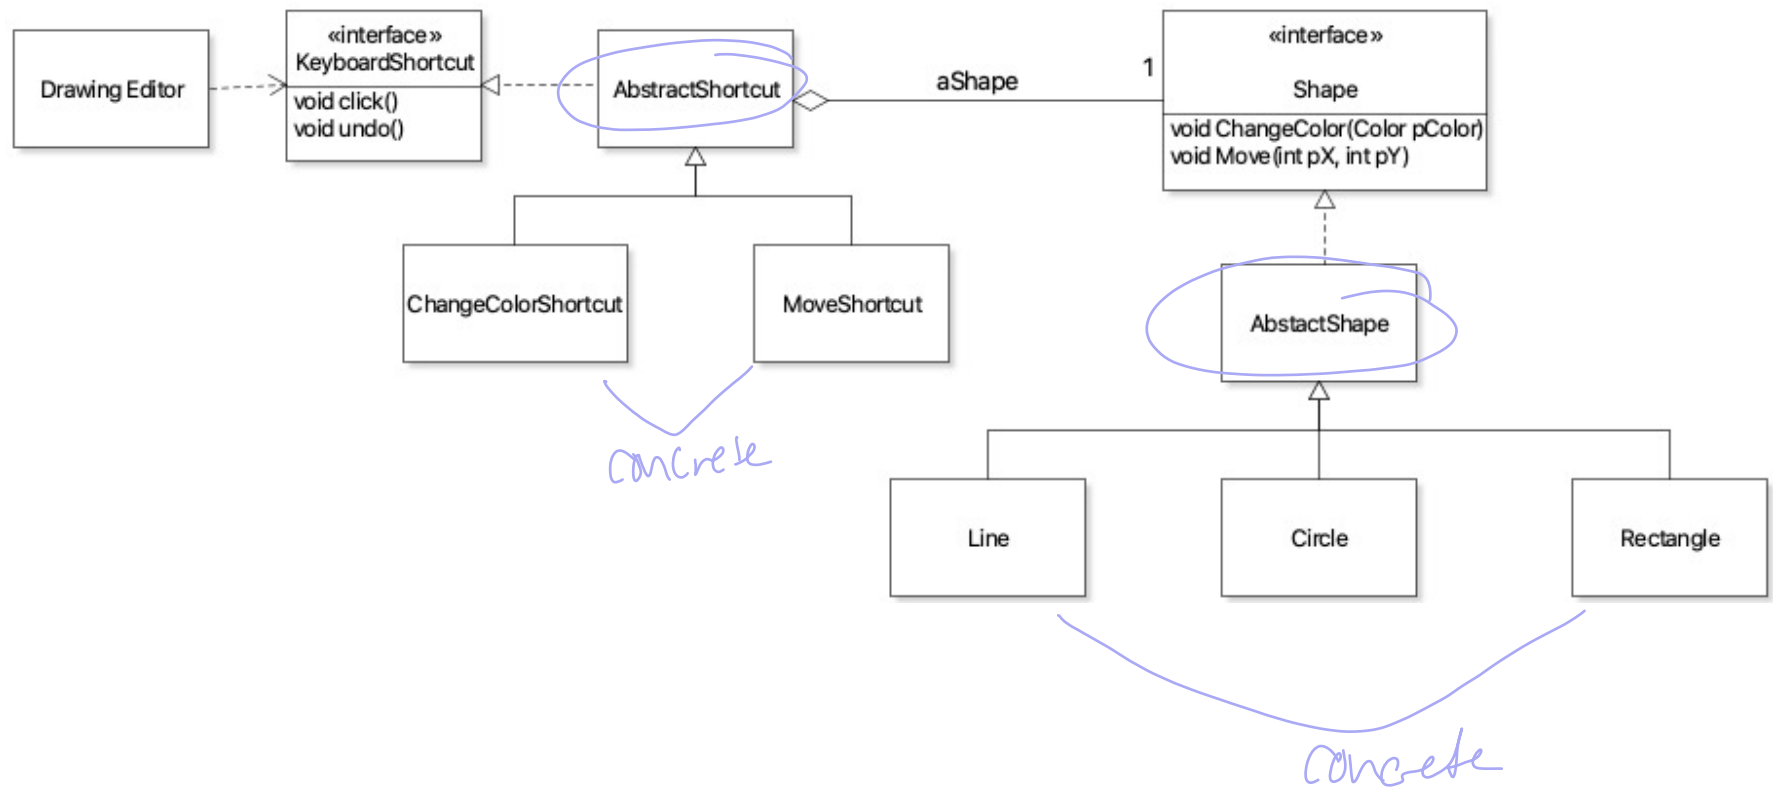 Drawing Editor
«interface»
KeyboardShortcut
void click()
void undo()
AbstractShortcut
aShape
1
«interface»
Shape
void ChangeColor(Color pColor)
void Move(int pX, int pY)
ChangeColorShortcut
MoveShortcut
concrete
AbstactShape
Line
Circle
Rectangle
concrete